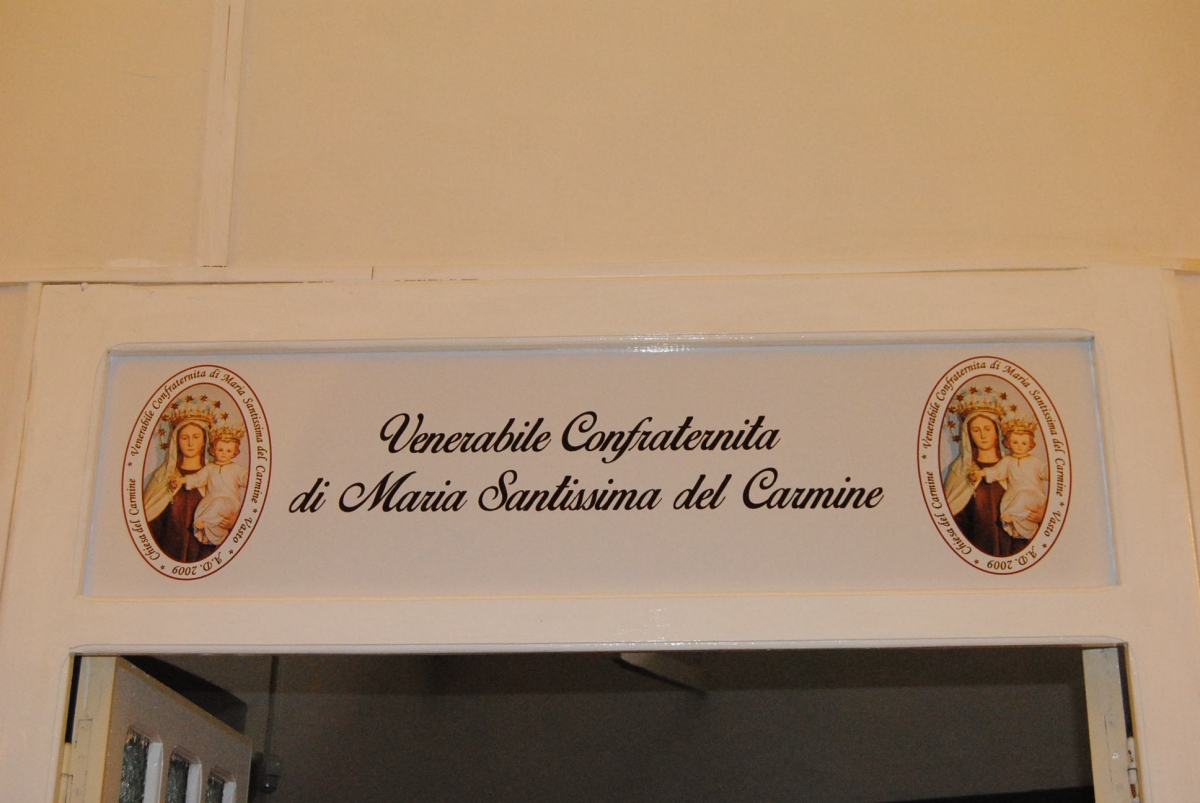 Venerabile Confraternita
di Maria Santissima del Carmine
* Venerabile Confraternita di Maria Santissima del Carmine * Vasto * A.D. 2009 * Chiesa del Carmine
* Venerabile Confraternita di Maria Santissima del Carmine * Vasto * A.D. 2009 * Chiesa del Carmine